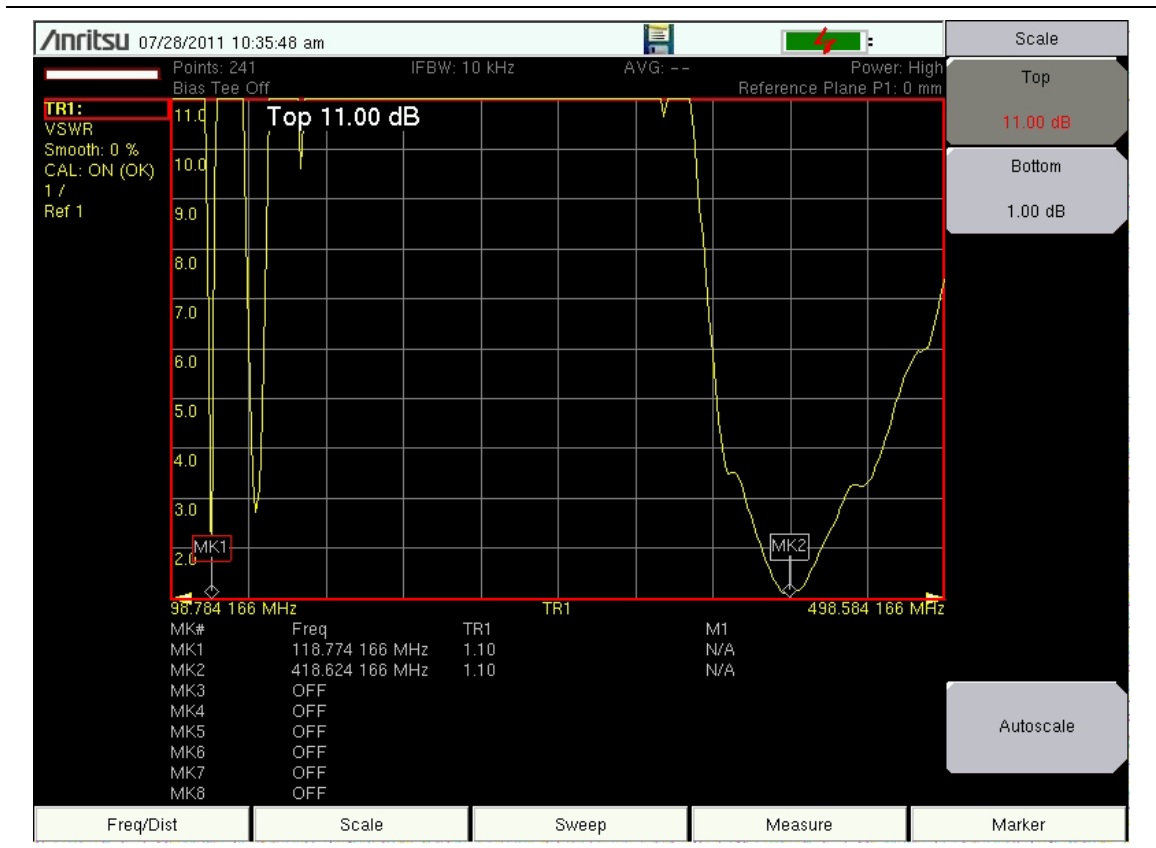 Anritsu 07/28/2011 10:35:48 am
Scale
Points: 241 IFBW: 10 kHz AVG: -- Power: High
Bias Tee Off Reference Plane P1: 0 mm
Top
11.00 dB
Bottom
1.00 dB
TR1:
VSWR
Smooth: 0 %
CAL: ON (OK)
1 /
Ref 1
Top 11.00 dB
11.0
10.0
9.0
8.0
7.0
6.0
5.0
4.0
3.0
2.0
MK1
MK2
98.784 166 MHz TR1 498.584 166 MHz
MK# Freq TR1 M1
MK1 118.774 166 MHz 1.10 N/A
MK2 418.624 166 MHz 1.10 N/A
MK3 OFF
MK4 OFF
MK5 OFF
MK6 OFF
MK7 OFF
MK8 OFF
Autoscale
Freq/Dist Scale Sweep Measure Marker